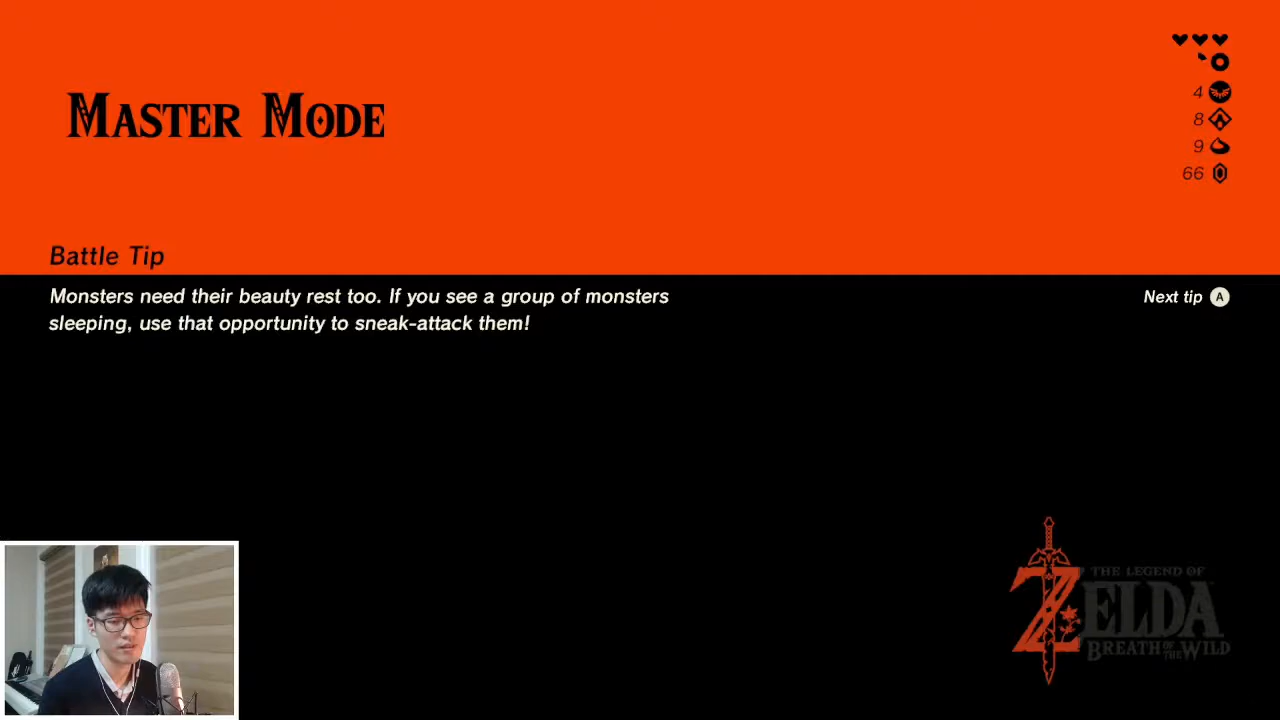 MASTER MODE
4
8
9
66
Battle Tip
Monsters need their beauty rest too. If you see a group of monsters
sleeping, use that opportunity to sneak-attack them!
Next tip A
THE LEGEND OF
ZELDA
BREATH OF THE WILD